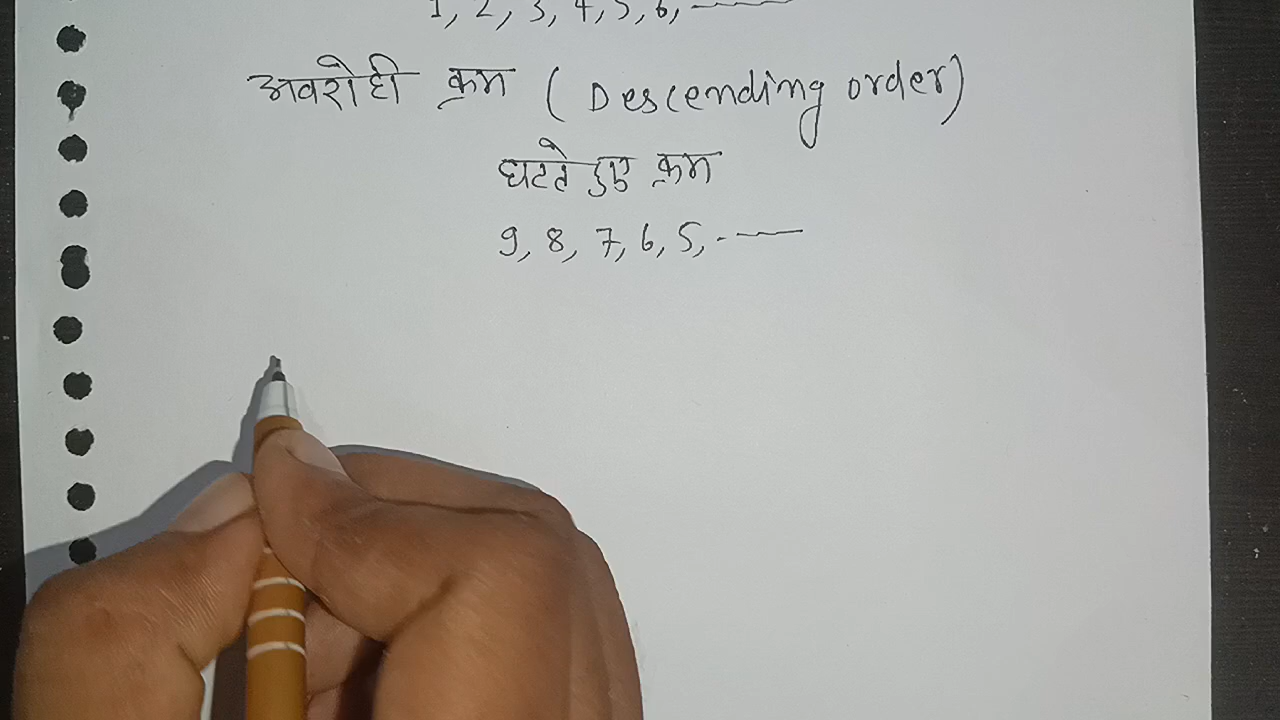 1, 2, 3, 4, 5, 6, ——
अवरोही क्रम ( Descending order)
घटते हुए क्रम
9, 8, 7, 6, 5, ·——